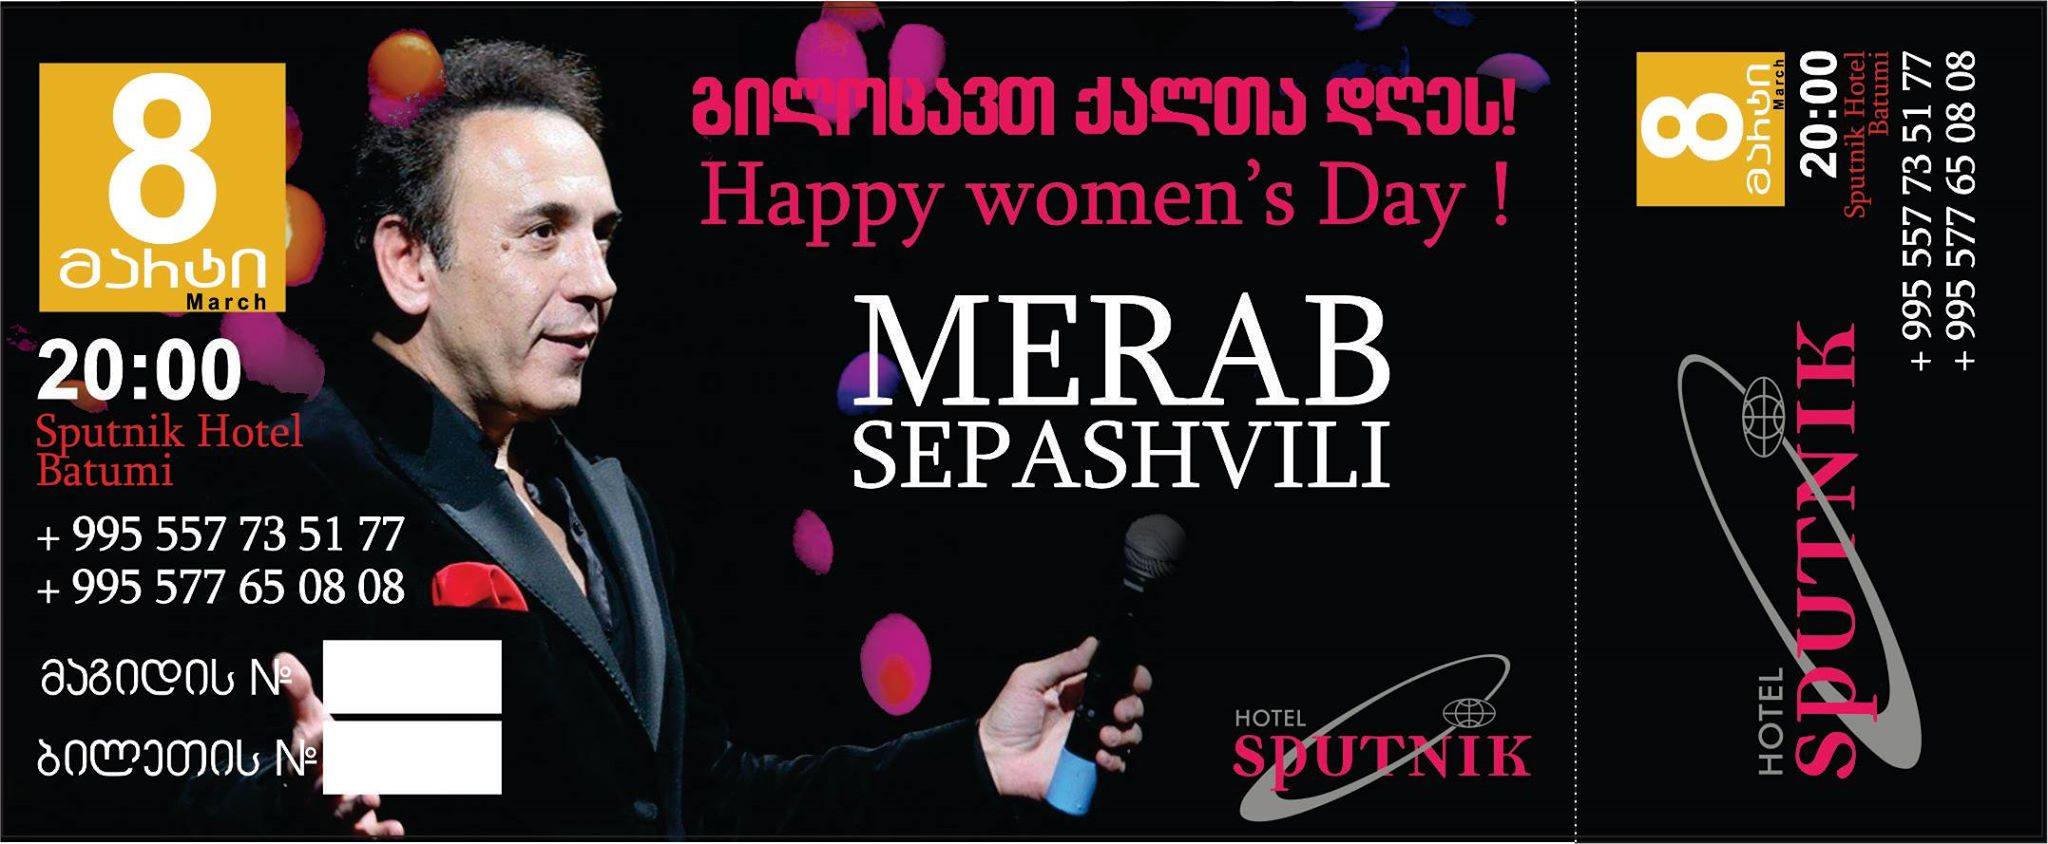 8
მარტი
March
20:00
Sputnik Hotel
Batumi
+ 995 557 73 51 77
+ 995 577 65 08 08
მაგიდის №
ბილეთის №
გილოცავთ ქალთა დღეს!
Happy women's Day !
MERAB
SEPASHVILI
HOTEL
SPUTNIK
8
მარტი
March
20:00
Sputnik Hotel
Batumi
+ 995 557 73 51 77
+ 995 577 65 08 08
HOTEL
SPUTNIK